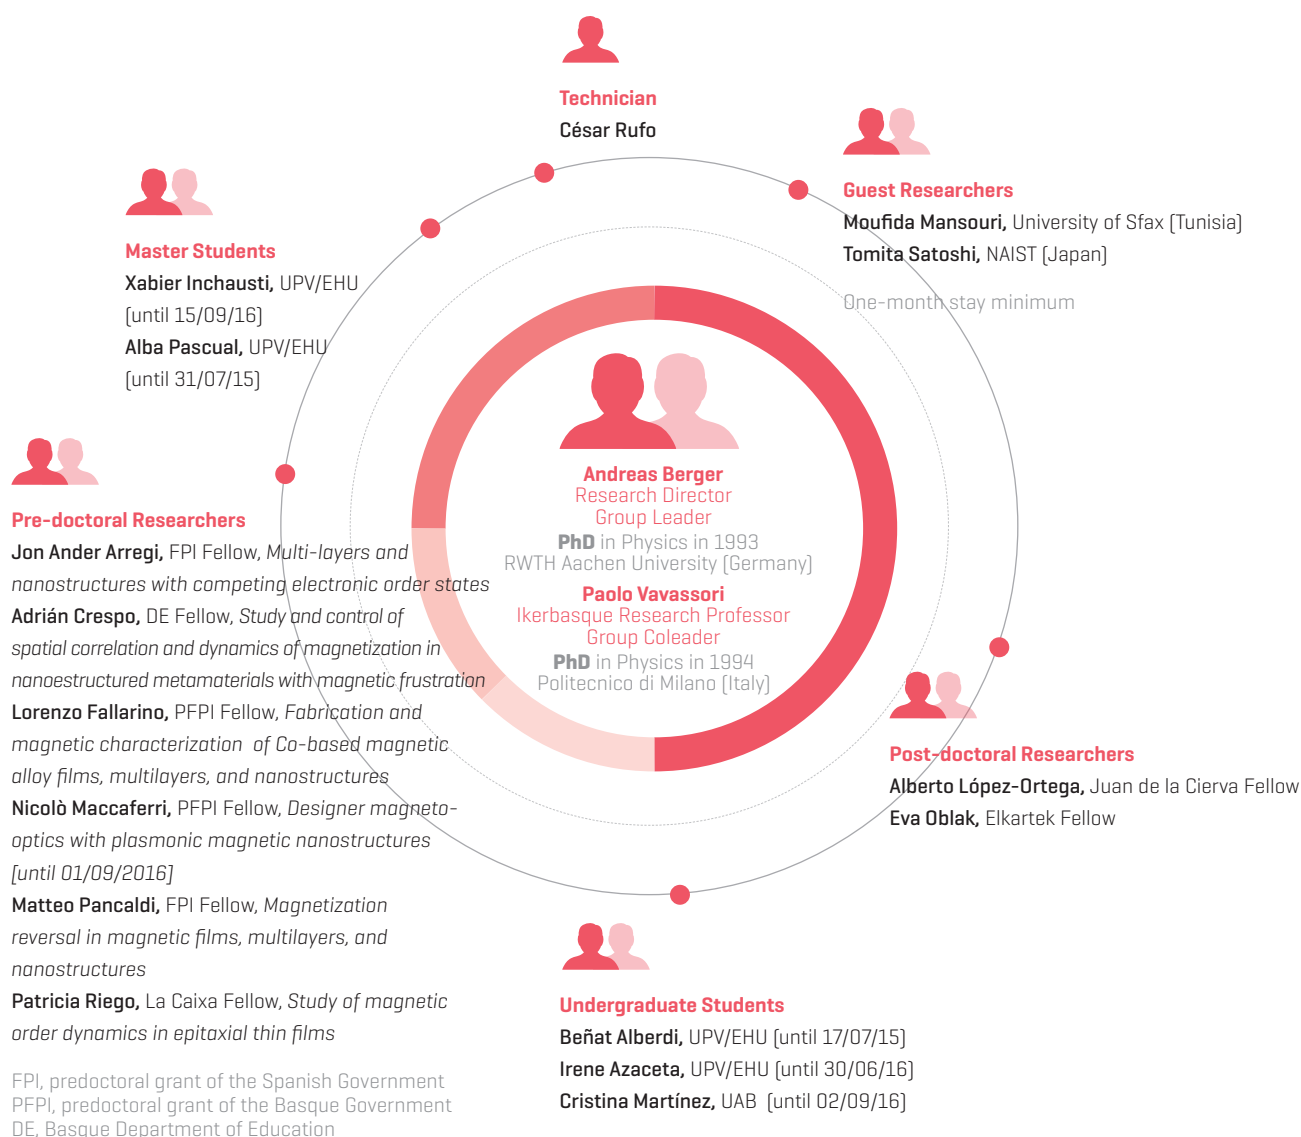 Technician
César Rufo
Guest Researchers
Moufida Mansouri, University of Sfax (Tunisia)
Tomita Satoshi, NAIST (Japan)
One-month stay minimum
Master Students
Xabier Inchausti, UPV/EHU
(until 15/09/16)
Alba Pascual, UPV/EHU
(until 31/07/15)
Andreas Berger
Research Director
Group Leader
PhD in Physics in 1993
RWTH Aachen University (Germany)
Paolo Vavassori
Ikerbasque Research Professor
Group Coleader
PhD in Physics in 1994
Politecnico di Milano (Italy)
Pre-doctoral Researchers
Jon Ander Arregi, FPI Fellow, Multi-layers and
nanostructures with competing electronic order states
Adrián Crespo, DE Fellow, Study and control of
spatial correlation and dynamics of magnetization in
nanoestructured metamaterials with magnetic frustration
Lorenzo Fallarino, PFPI Fellow, Fabrication and
magnetic characterization of Co-based magnetic
alloy films, multilayers, and nanostructures
Nicolò Maccaferri, PFPI Fellow, Designer magneto-
optics with plasmonic magnetic nanostructures
(until 01/09/2016)
Matteo Pancaldi, FPI Fellow, Magnetization
reversal in magnetic films, multilayers, and
nanostructures
Patricia Riego, La Caixa Fellow, Study of magnetic
order dynamics in epitaxial thin films
FPI, predoctoral grant of the Spanish Government
PFPI, predoctoral grant of the Basque Government
DE, Basque Department of Education
Post-doctoral Researchers
Alberto López-Ortega, Juan de la Cierva Fellow
Eva Oblak, Elkartek Fellow
Undergraduate Students
Beñat Alberdi, UPV/EHU (until 17/07/15)
Irene Azaceta, UPV/EHU (until 30/06/16)
Cristina Martínez, UAB (until 02/09/16)